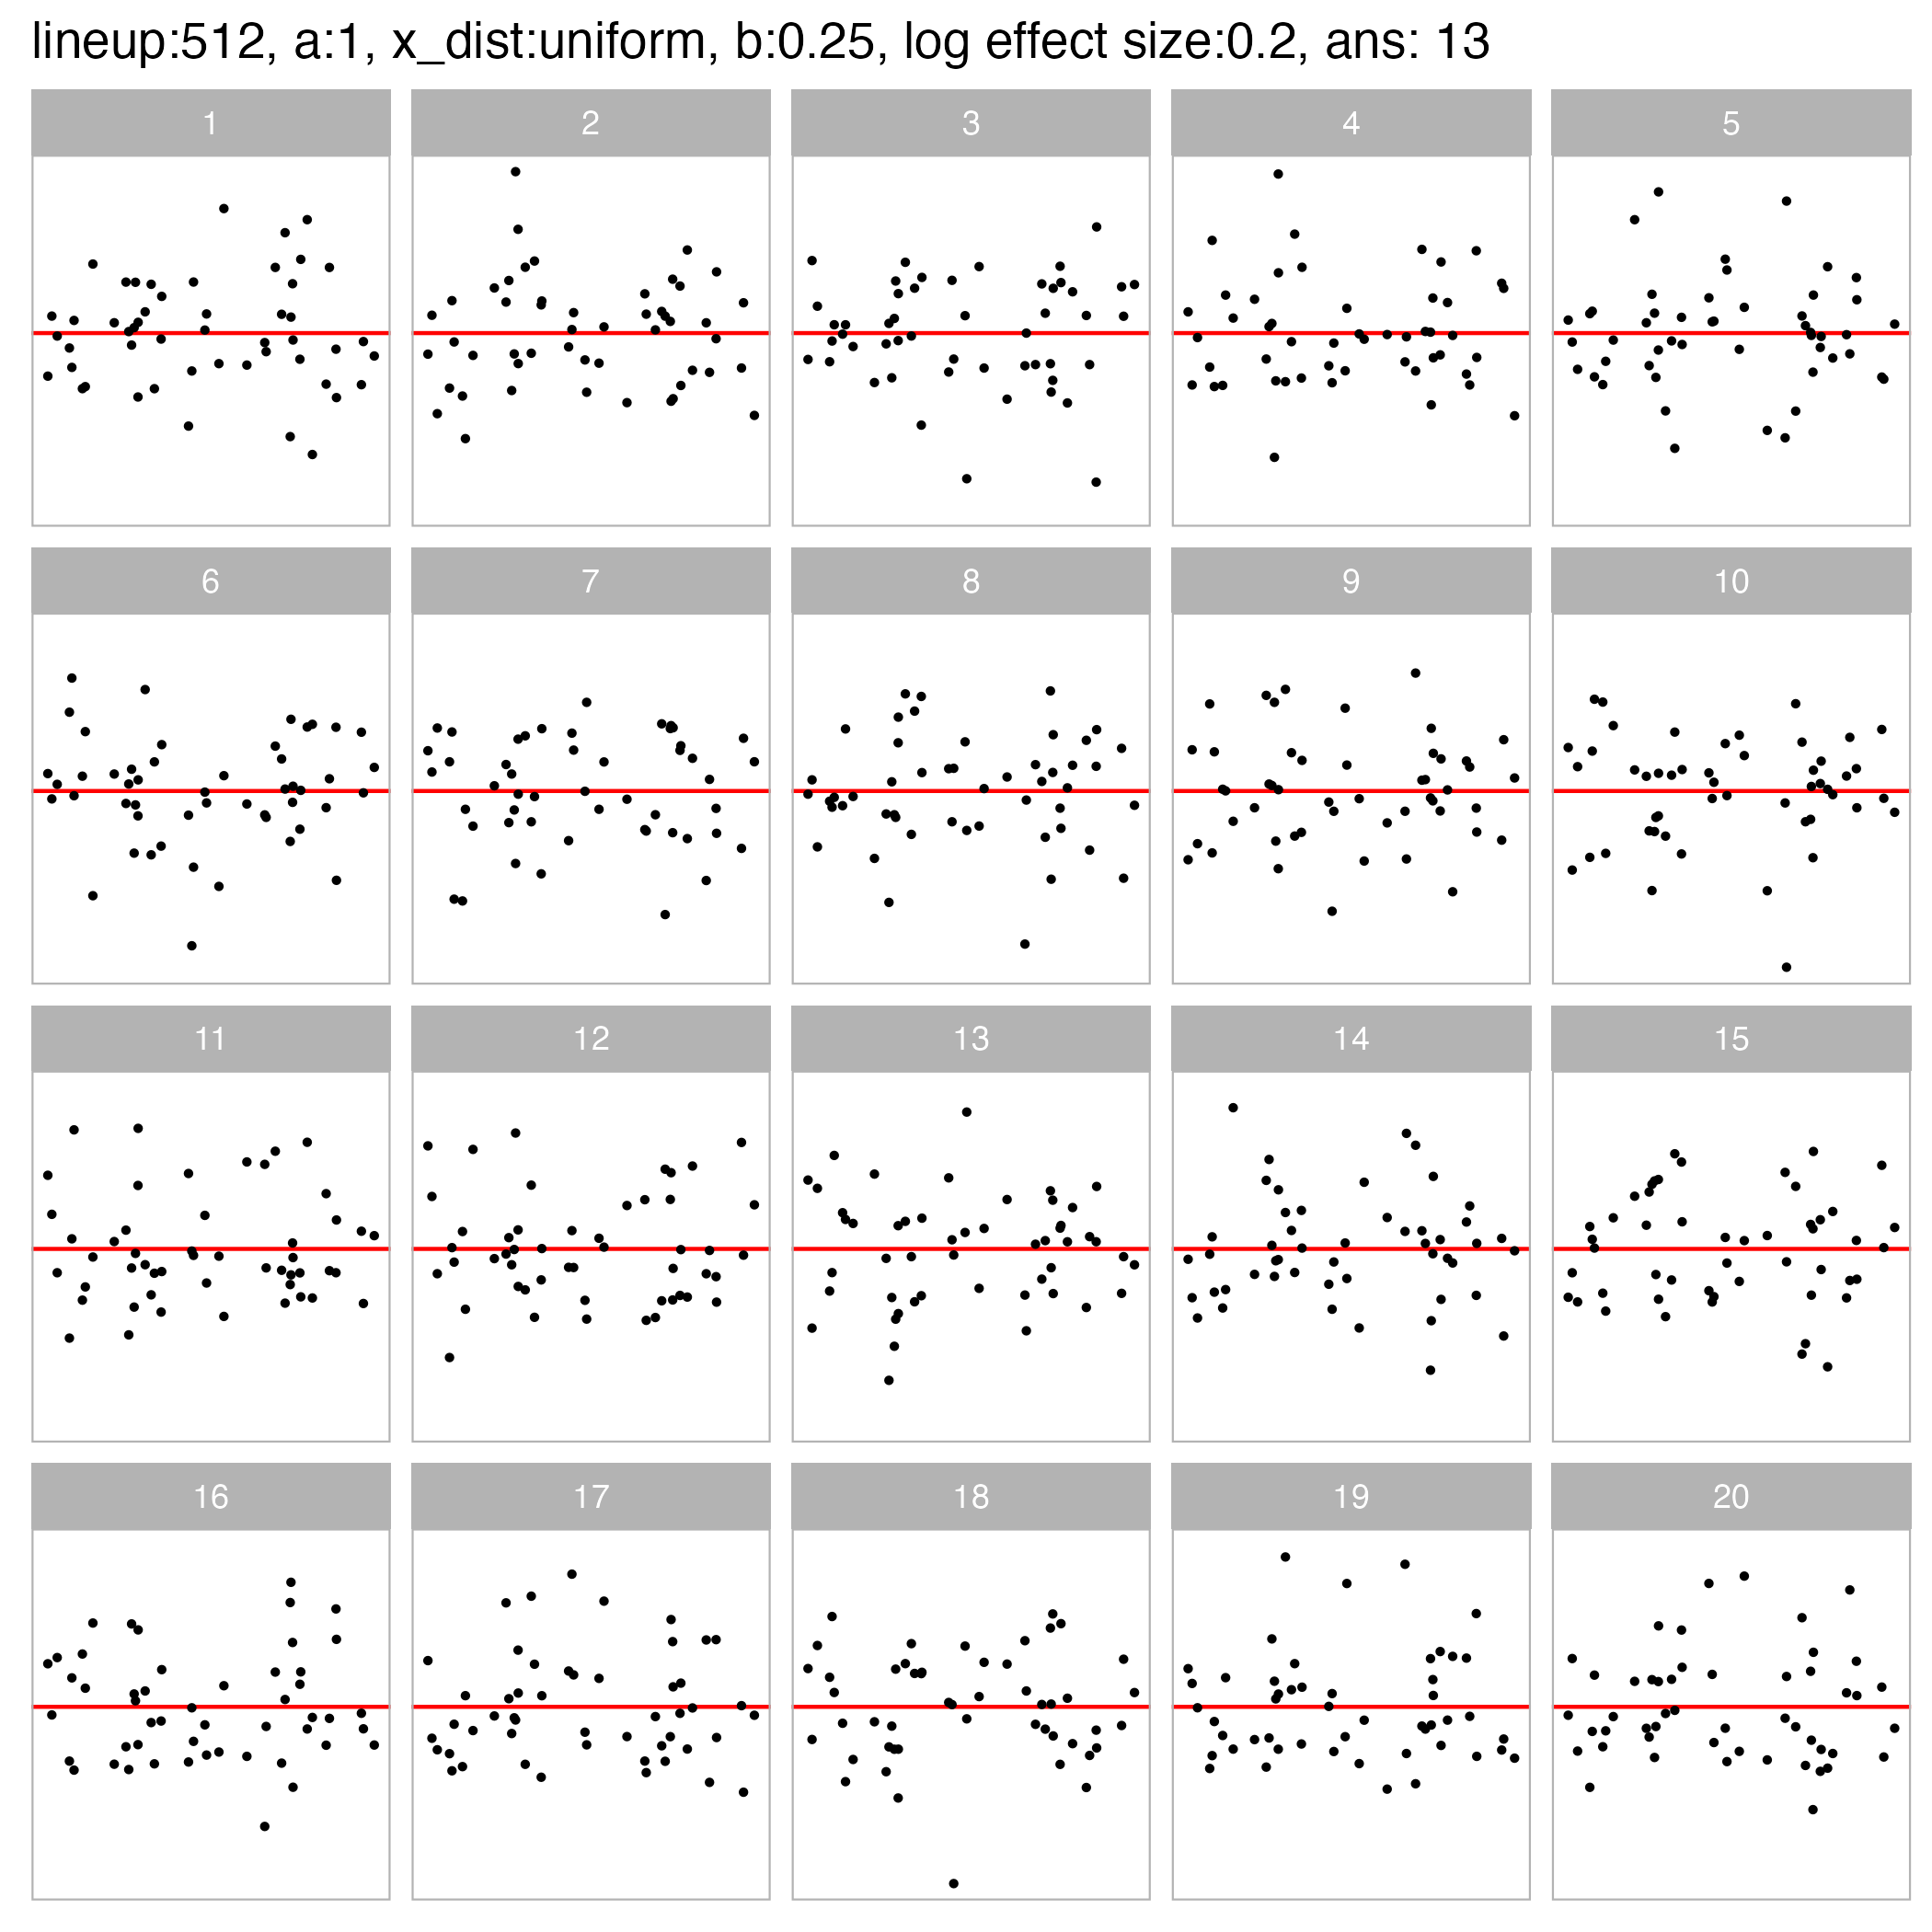 lineup:512, a:1, x_dist:uniform, b:0.25, log effect size:0.2, ans: 13
1 2 3 4 5
6 7 8 9 10
11 12 13 14 15
16 17 18 19 20